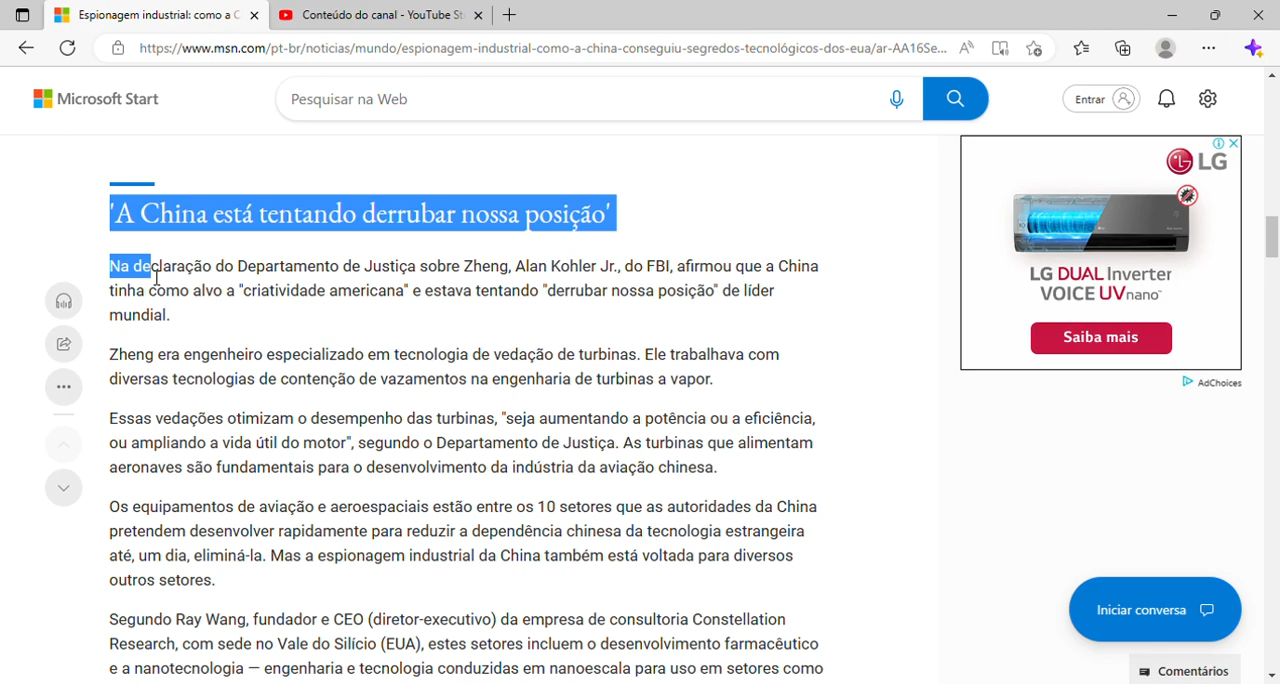 Espionagem industrial: como a C
Conteúdo do canal - YouTube St
https://www.msn.com/pt-br/noticias/mundo/espionagem-industrial-como-a-china-conseguiu-segredos-tecnológicos-dos-eua/ar-AA16Se...
Microsoft Start
Pesquisar na Web
Entrar
LG
'A China está tentando derrubar nossa posição'
Na declaração do Departamento de Justiça sobre Zheng, Alan Kohler Jr., do FBI, afirmou que a China
tinha como alvo a "criatividade americana" e estava tentando "derrubar nossa posição" de líder
mundial.
LG DUAL Inverter
VOICE UVnano™
Saiba mais
AdChoices
Zheng era engenheiro especializado em tecnologia de vedação de turbinas. Ele trabalhava com
diversas tecnologias de contenção de vazamentos na engenharia de turbinas a vapor.
Essas vedações otimizam o desempenho das turbinas, "seja aumentando a potência ou a eficiência,
ou ampliando a vida útil do motor", segundo o Departamento de Justiça. As turbinas que alimentam
aeronaves são fundamentais para o desenvolvimento da indústria da aviação chinesa.
Os equipamentos de aviação e aeroespaciais estão entre os 10 setores que as autoridades da China
pretendem desenvolver rapidamente para reduzir a dependência chinesa da tecnologia estrangeira
até, um dia, eliminá-la. Mas a espionagem industrial da China também está voltada para diversos
outros setores.
Iniciar conversa
Segundo Ray Wang, fundador e CEO (diretor-executivo) da empresa de consultoria Constellation
Research, com sede no Vale do Silício (EUA), estes setores incluem o desenvolvimento farmacêutico
e a nanotecnologia — engenharia e tecnologia conduzidas em nanoescala para uso em setores como
Comentários